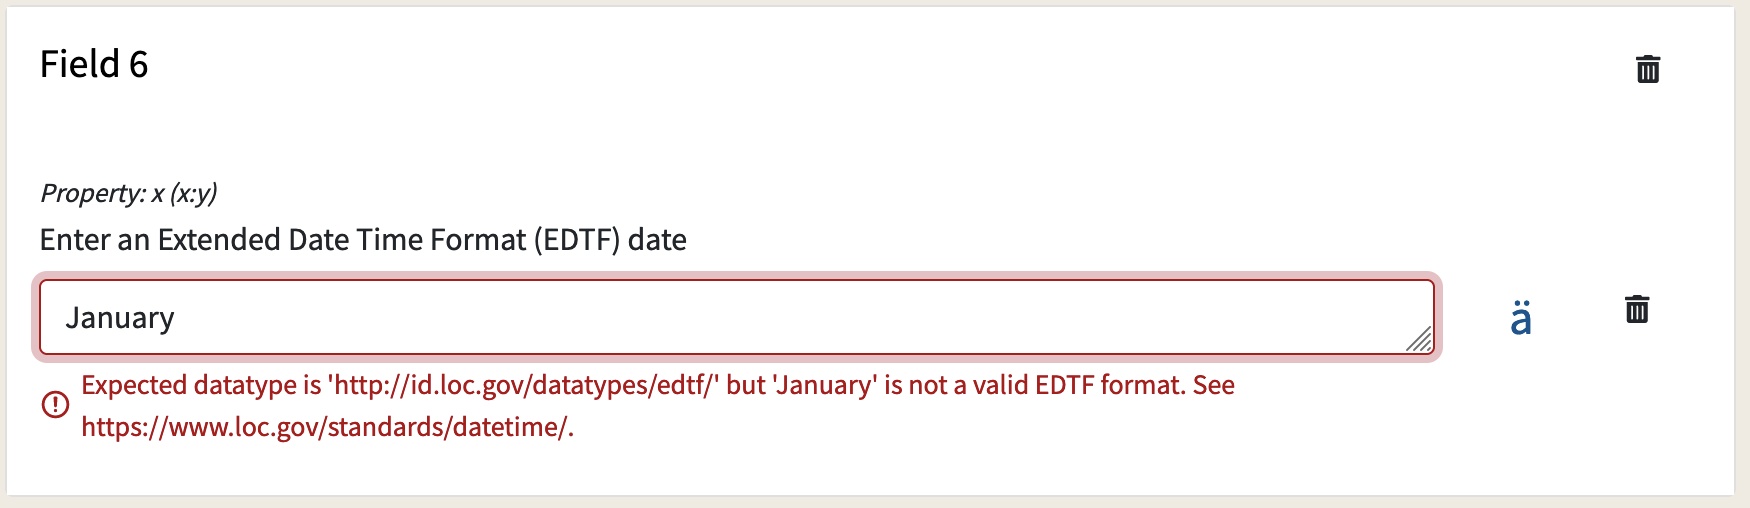 Field 6
Property: x (x:y)
Enter an Extended Date Time Format (EDTF) date
January
ä
Expected datatype is 'http://id.loc.gov/datatypes/edtf/' but 'January' is not a valid EDTF format. See
https://www.loc.gov/standards/datetime/.